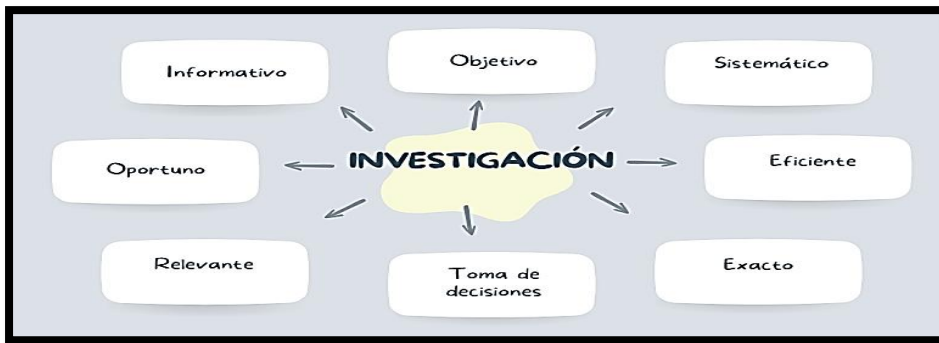 Informativo
Objetivo
Sistemático
Oportuno
INVESTIGACIÓN
Eficiente
Relevante
Toma de
decisiones
Exacto